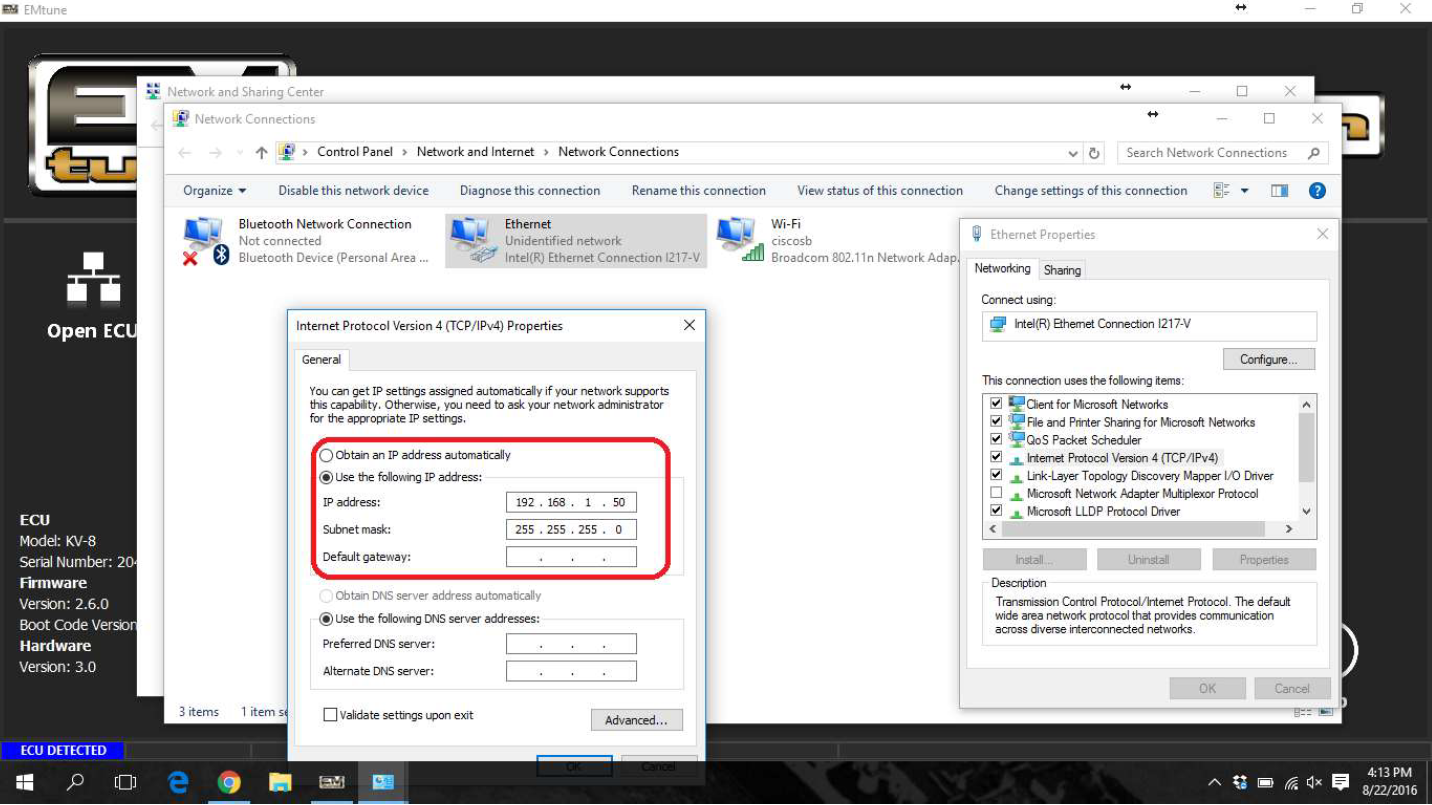 EMtune
Network and Sharing Center
Network Connections
Control Panel > Network and Internet > Network Connections
Search Network Connections
Organize
Disable this network device
Diagnose this connection
Rename this connection
View status of this connection
Change settings of this connection
Bluetooth Network Connection
Not connected
Bluetooth Device (Personal Area ...
Ethernet
Unidentified network
Intel(R) Ethernet Connection I217-V
Wi-Fi
ciscosb
Broadcom 802.11n Network Adap
Open ECU
ECU
Model: KV-8
Serial Number: 204
Firmware
Version: 2.6.0
Boot Code Version
Hardware
Version: 3.0
3 items
1 item se
Internet Protocol Version 4 (TCP/IPv4) Properties
General
You can get IP settings assigned automatically if your network supports
this capability. Otherwise, you need to ask your network administrator
for the appropriate IP settings.
Obtain an IP address automatically
Use the following IP address:
IP address: 192 . 168 . 1 . 50
Subnet mask: 255 . 255 . 255 . 0
Default gateway: . . .
Obtain DNS server address automatically
Use the following DNS server addresses:
Preferred DNS server: . . .
Alternate DNS server: . . .
Validate settings upon exit
Advanced...
OK
Cancel
Ethernet Properties
Networking
Sharing
Connect using:
Intel(R) Ethernet Connection I217-V
Configure...
This connection uses the following items:
Client for Microsoft Networks
File and Printer Sharing for Microsoft Networks
QoS Packet Scheduler
Internet Protocol Version 4 (TCP/IPv4)
Link-Layer Topology Discovery Mapper I/O Driver
Microsoft Network Adapter Multiplexor Protocol
Microsoft LLDP Protocol Driver
Install...
Uninstall
Properties
Description
Transmission Control Protocol/Internet Protocol. The default
wide area network protocol that provides communication
across diverse interconnected networks.
OK
Cancel
ECU DETECTED
4:13 PM
8/22/2016